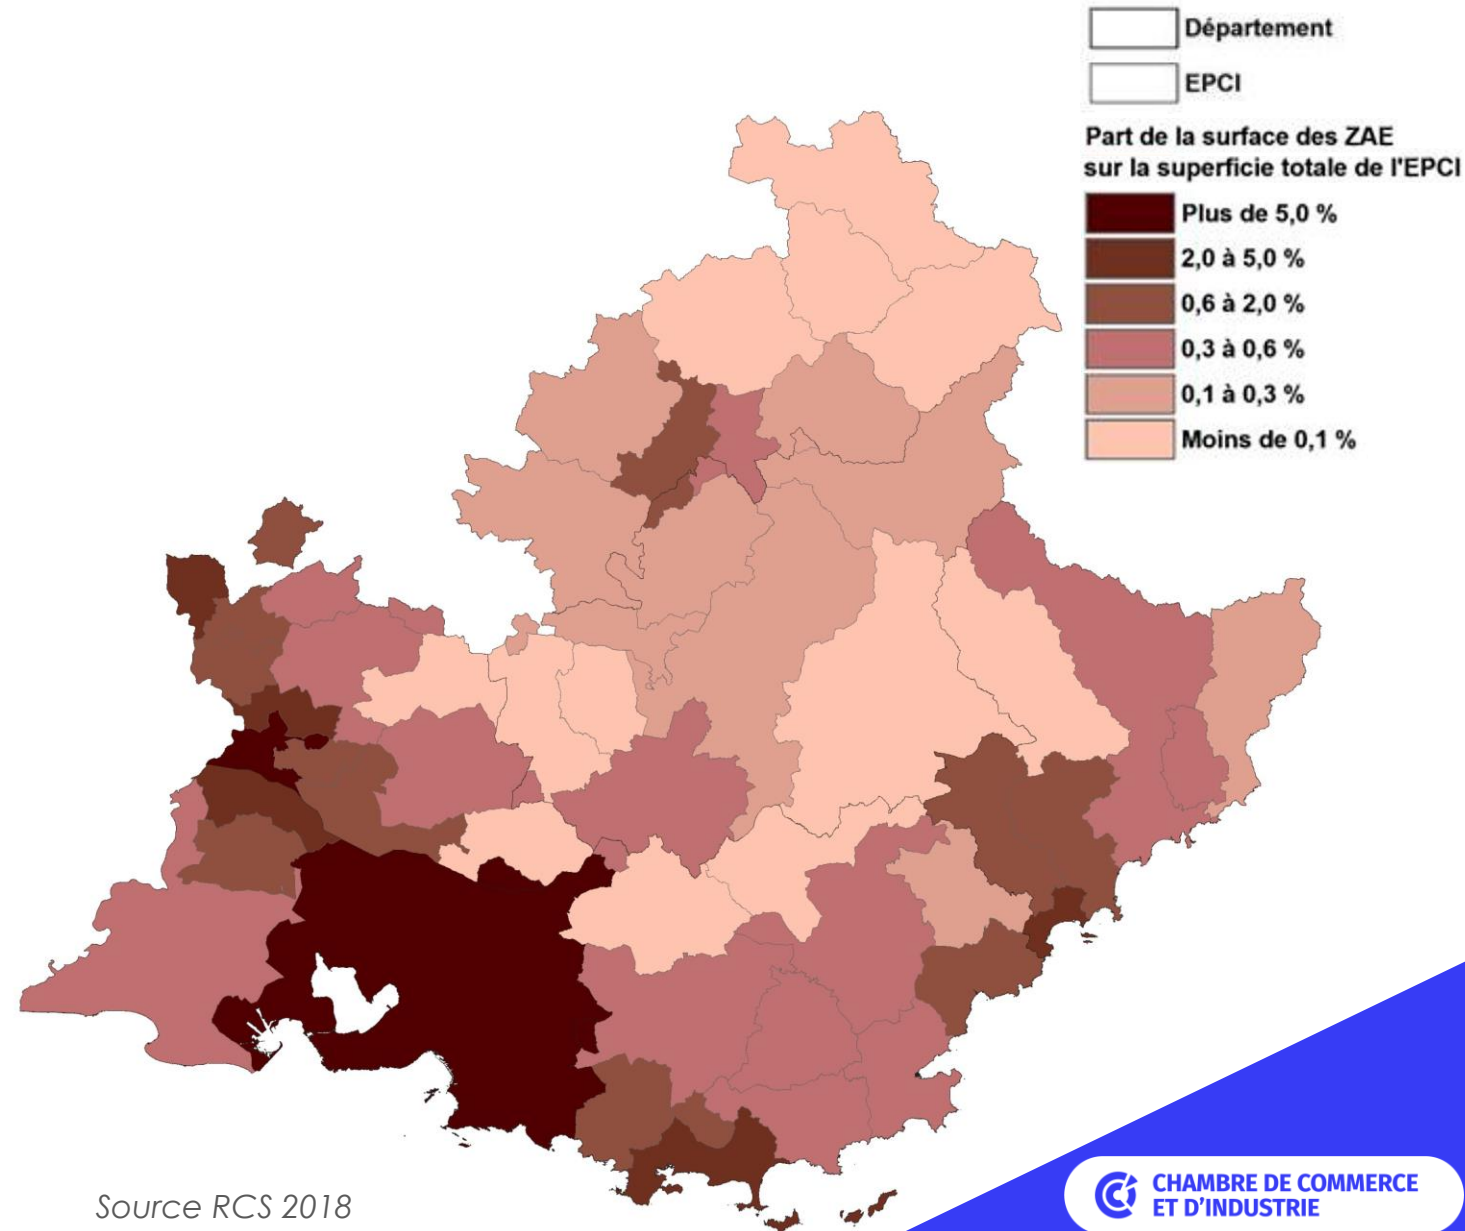 Département
EPCI
Part de la surface des ZAE
sur la superficie totale de l'EPCI
Plus de 5,0 %
2,0 à 5,0 %
0,6 à 2,0 %
0,3 à 0,6 %
0,1 à 0,3 %
Moins de 0,1 %
Source RCS 2018
CHAMBRE DE COMMERCE
ET D'INDUSTRIE